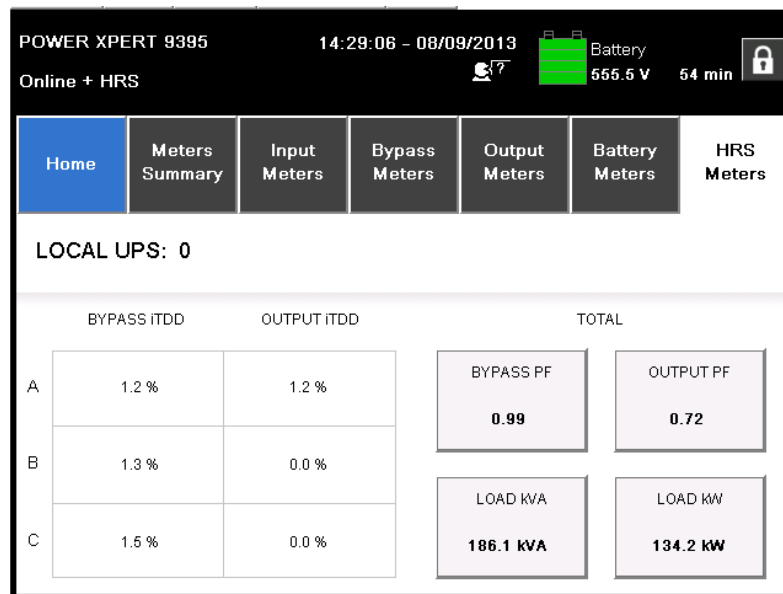 POWER XPERT 9395 14:29:06 - 08/09/2013
Battery
555.5 V 54 min
Online + HRS
?
Home Meters Summary Input Meters Bypass Meters Output Meters Battery Meters HRS Meters
LOCAL UPS: 0
BYPASS iTDD OUTPUT iTDD TOTAL
A 1.2 % 1.2 %
B 1.3 % 0.0 %
C 1.5 % 0.0 %
BYPASS PF OUTPUT PF
0.99 0.72
LOAD KVA LOAD KW
186.1 kVA 134.2 kW